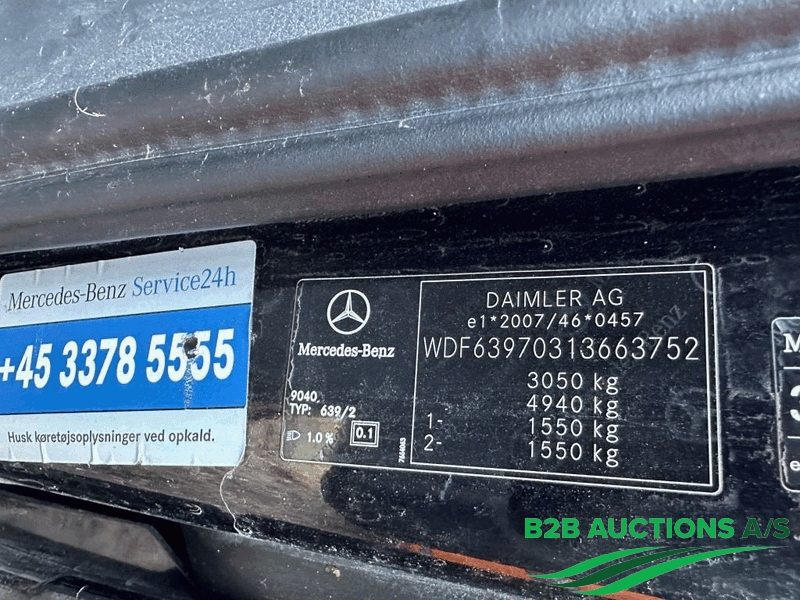 Mercedes-Benz Service24h
+45 3378 5555
Husk køretøjsoplysninger ved opkald.
Mercedes-Benz
9040
TYP: 639/2
1.0 %
0.1
7664063
DAIMLER AG
e1*2007/46*0457
WDF63970313663752
3050 kg
4940 kg
1- 1550 kg
2- 1550 kg
B2B AUCTIONS A/S